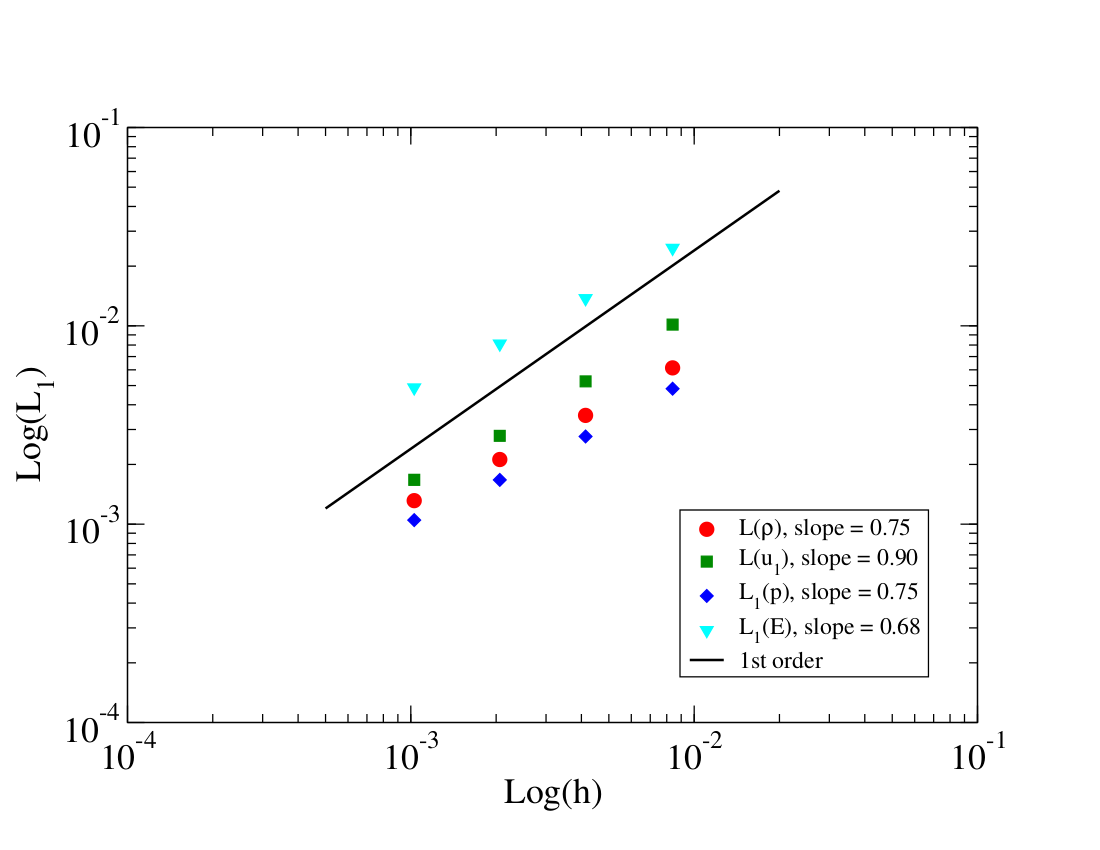 10^-1
10^-2
10^-3
10^-4
10^-4
10^-3
10^-2
10^-1
Log(L_1)
Log(h)
L(ρ), slope = 0.75
L(u_1), slope = 0.90
L_1(p), slope = 0.75
L_1(E), slope = 0.68
1st order